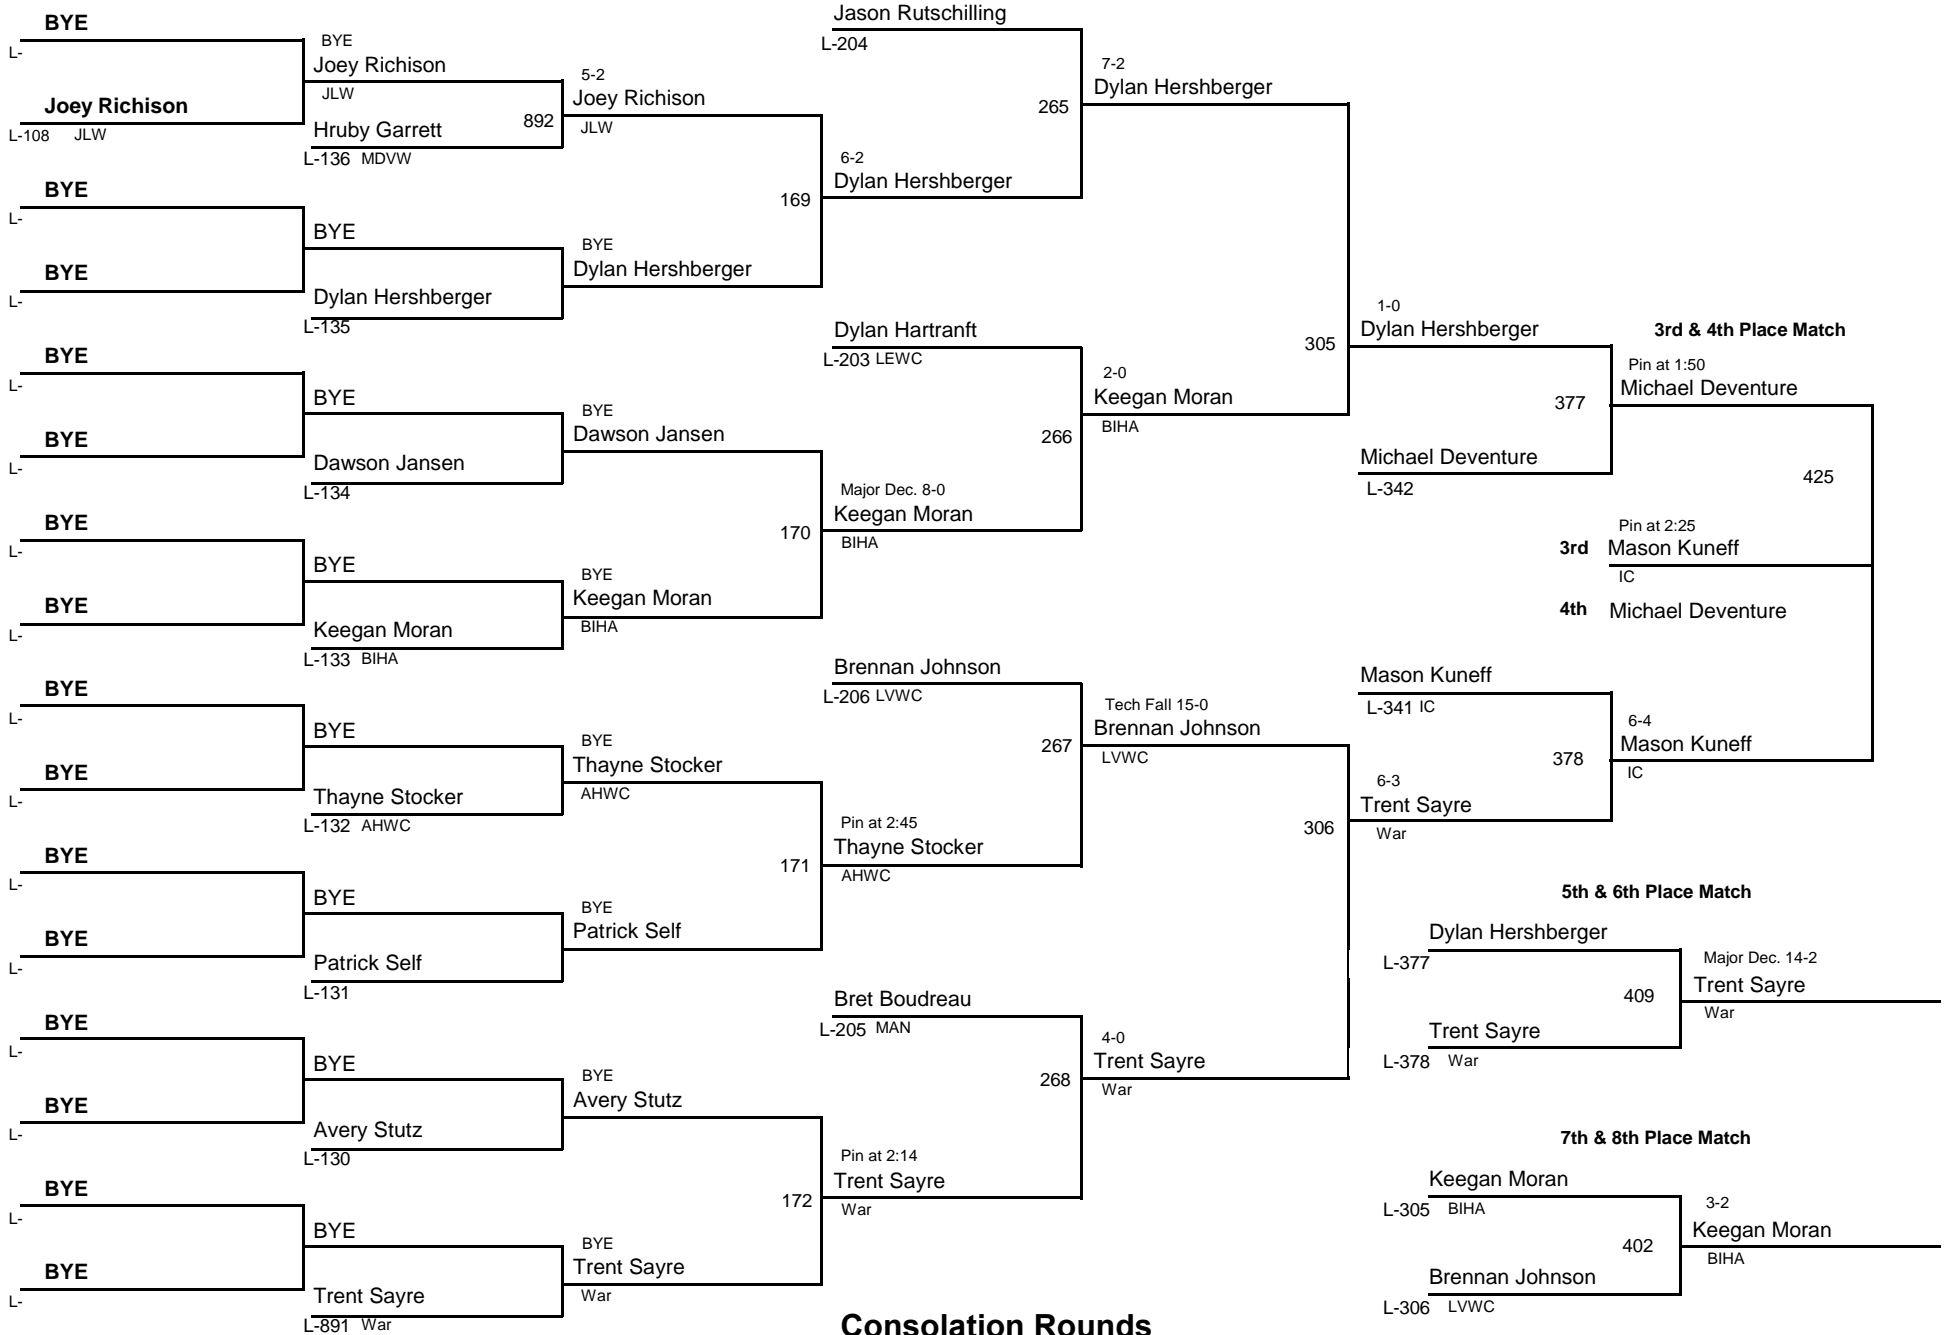 BYE
L-
Joey Richison
L-108 JLW
BYE
L-
BYE
L-
BYE
L-
BYE
L-
BYE
L-
BYE
L-
BYE
L-
BYE
L-
BYE
L-
BYE
L-
BYE
L-
BYE
L-
BYE
L-
BYE
L-
BYE
Joey Richison
JLW
Hruby Garrett
L-136 MDVW
892
BYE
Dylan Hershberger
L-135
BYE
Dawson Jansen
L-134
BYE
Keegan Moran
L-133 BIHA
BYE
Thayne Stocker
L-132 AHWC
BYE
Patrick Self
L-131
BYE
Avery Stutz
L-130
BYE
Trent Sayre
L-891 War
5-2
Joey Richison
JLW
169
BYE
Dylan Hershberger
BYE
Dawson Jansen
170
BYE
Keegan Moran
BIHA
BYE
Thayne Stocker
AHWC
171
BYE
Patrick Self
BYE
Avery Stutz
172
BYE
Trent Sayre
War
Jason Rutschilling
L-204
265
6-2
Dylan Hershberger
Dylan Hartranft
L-203 LEWC
266
Major Dec. 8-0
Keegan Moran
BIHA
Brennan Johnson
L-206 LVWC
267
Pin at 2:45
Thayne Stocker
AHWC
Bret Boudreau
L-205 MAN
268
Pin at 2:14
Trent Sayre
War
7-2
Dylan Hershberger
305
2-0
Keegan Moran
BIHA
Tech Fall 15-0
Brennan Johnson
LVWC
306
4-0
Trent Sayre
War
1-0
Dylan Hershberger
377
Michael Deventure
L-342
Mason Kuneff
L-341 IC
378
6-3
Trent Sayre
War
3rd & 4th Place Match
Pin at 1:50
Michael Deventure
425
Pin at 2:25
3rd Mason Kuneff
IC
4th Michael Deventure
6-4
Mason Kuneff
IC
5th & 6th Place Match
Dylan Hershberger
L-377
409
Trent Sayre
L-378 War
Major Dec. 14-2
Trent Sayre
War
7th & 8th Place Match
Keegan Moran
L-305 BIHA
402
Brennan Johnson
L-306 LVWC
3-2
Keegan Moran
BIHA
Consolation Rounds